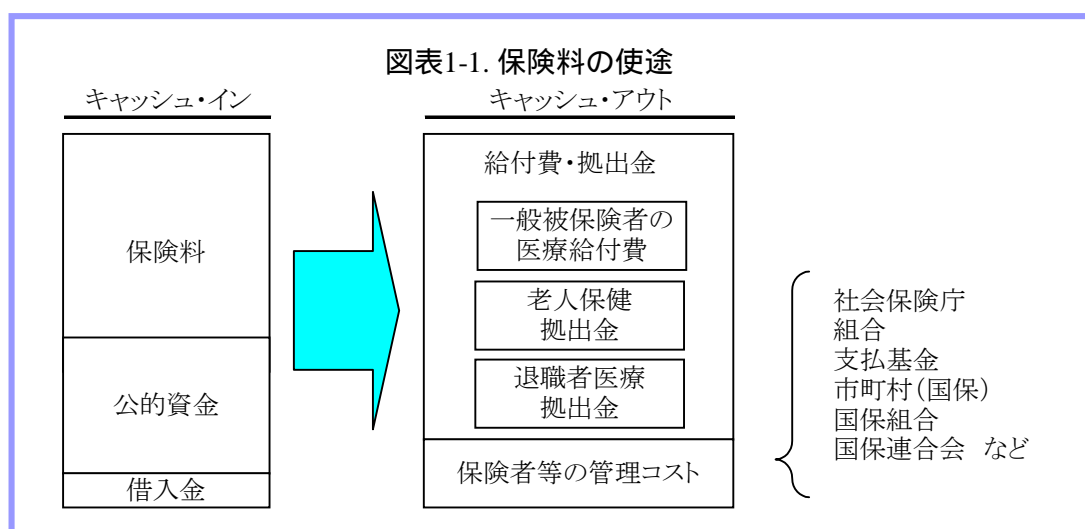 図表1-1. 保険料の使途
キャッシュ・イン
キャッシュ・アウト
保険料
公的資金
借入金
給付費・拠出金
一般被保険者の
医療給付費
老人保健
拠出金
退職者医療
拠出金
保険者等の管理コスト
社会保険庁
組合
支払基金
市町村（国保）
国保組合
国保連合会　など